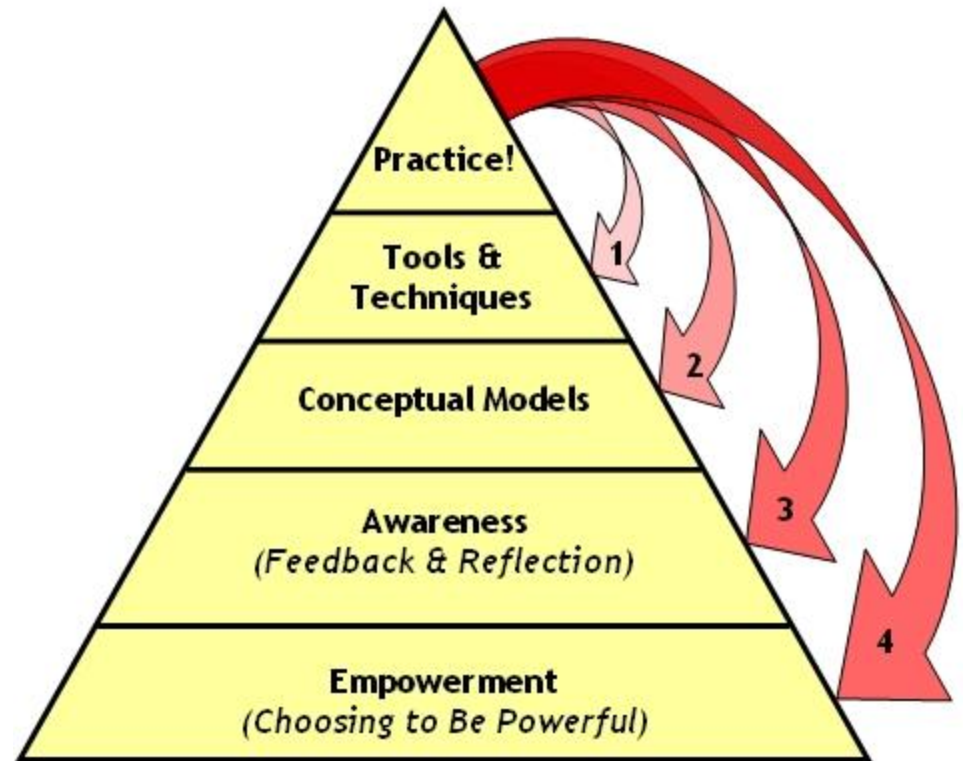 Practice!
Tools &
Techniques
1
Conceptual Models
2
Awareness
(Feedback & Reflection)
3
Empowerment
(Choosing to Be Powerful)
4